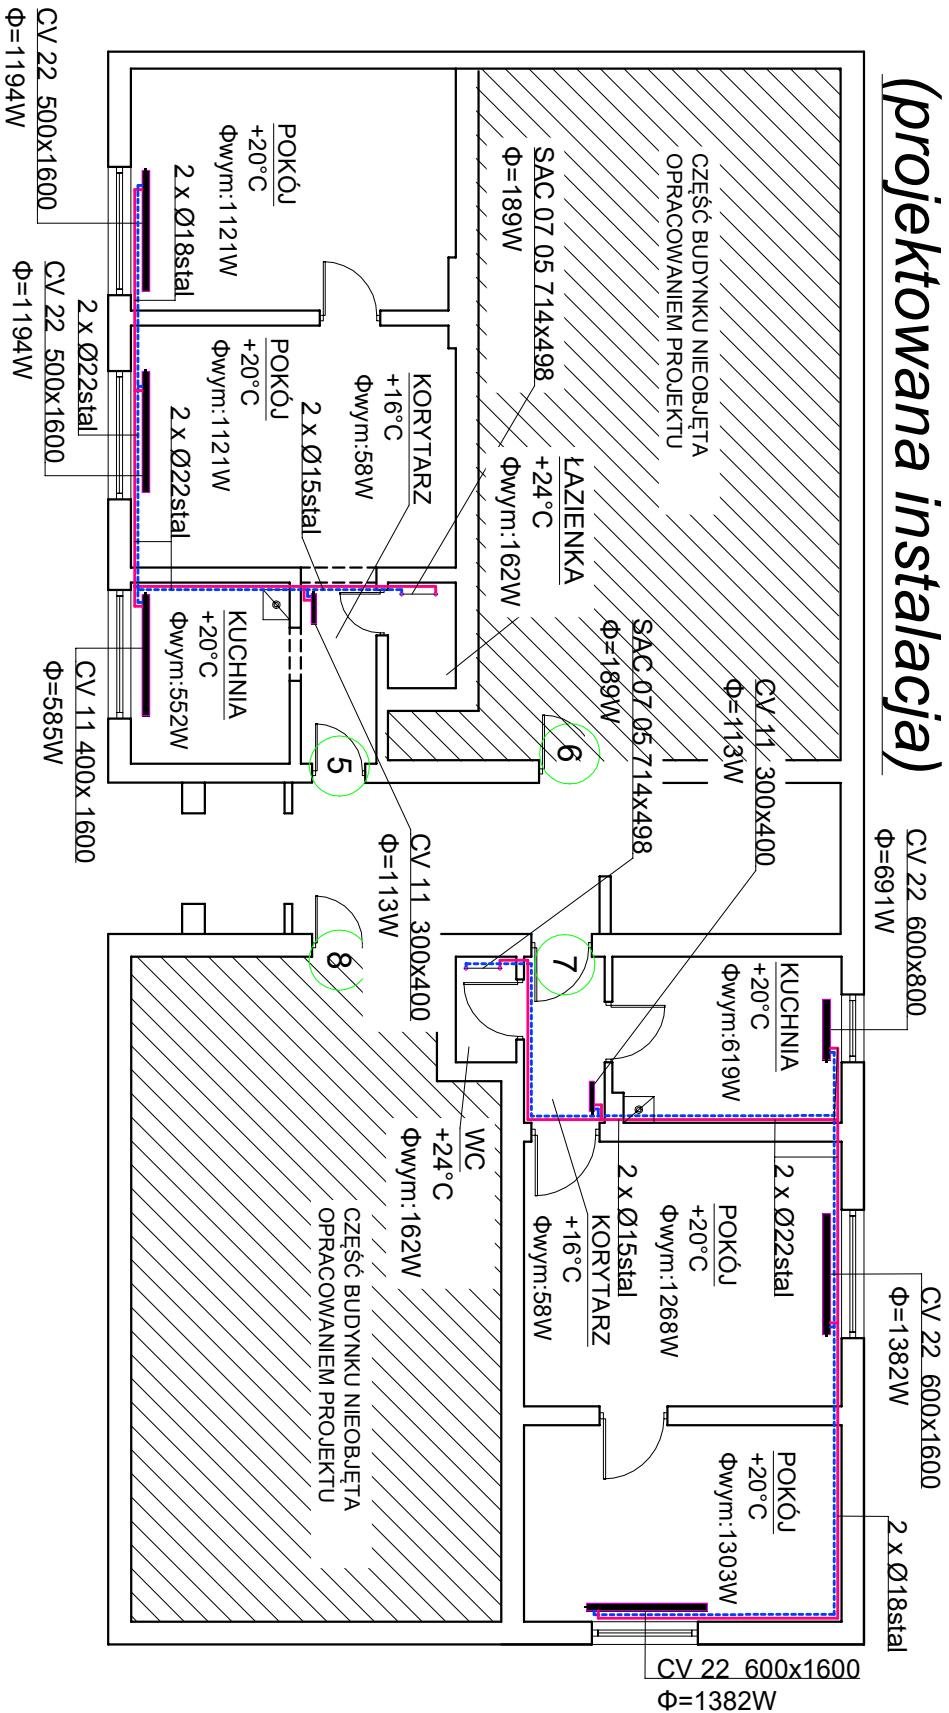 (projektowana instalacja)
CV 22 500x1600
Φ=1194W
POKÓJ
+20°C
Φwym:1121W
2 x Ø18stal
SAC 07 05 714x498
Φ=189W
CZĘŚĆ BUDYNKU NIEOBJĘTA
OPRACOWANIEM PROJEKTU
CV 22 500x1600
Φ=1194W
2 x Ø22stal
POKÓJ
+20°C
Φwym:1121W
2 x Ø22stal
KORYTARZ
+16°C
Φwym:58W
2 x Ø15stal
ŁAZIENKA
+24°C
Φwym:162W
KUCHNIA
+20°C
Φwym:552W
CV 11 400x 1600
Φ=585W
SAC 07 05 714x498
Φ=189W
CV 11 300x400
Φ=113W
5
6
CV 11 300x400
Φ=113W
CV 22 600x800
Φ=691W
8
7
KUCHNIA
+20°C
Φwym:619W
WC
+24°C
Φwym:162W
2 x Ø22stal
POKÓJ
+20°C
Φwym:1268W
2 x Ø15stal
KORYTARZ
+16°C
Φwym:58W
CZĘŚĆ BUDYNKU NIEOBJĘTA
OPRACOWANIEM PROJEKTU
CV 22 600x1600
Φ=1382W
POKÓJ
+20°C
Φwym:1303W
2 x Ø18stal
CV 22 600x1600
Φ=1382W